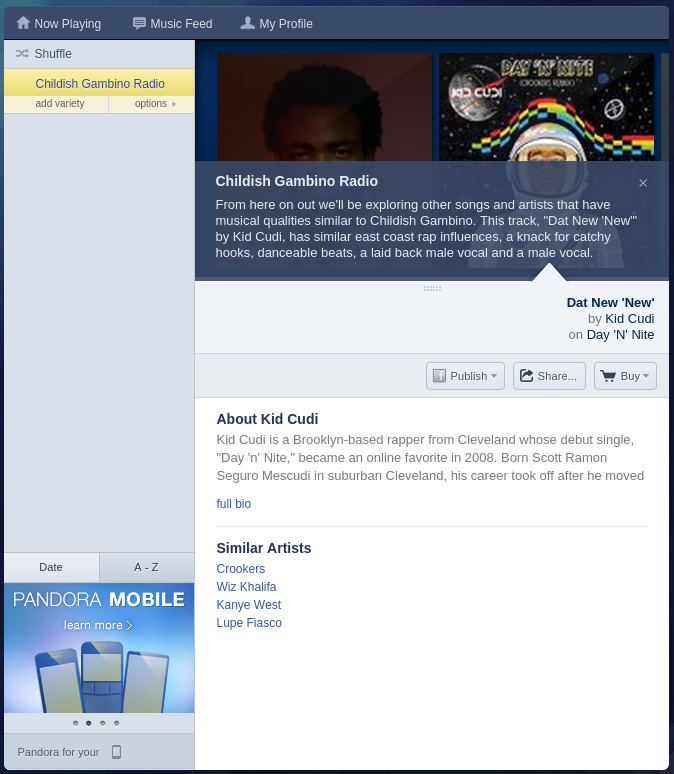 Now Playing
Music Feed
My Profile
Shuffle
Childish Gambino Radio
add variety
options
DAY 'N' NITE
(CROOKERS REMIX)
KID CUDI
Childish Gambino Radio
From here on out we'll be exploring other songs and artists that have
musical qualities similar to Childish Gambino. This track, "Dat New 'New'"
by Kid Cudi, has similar east coast rap influences, a knack for catchy
hooks, danceable beats, a laid back male vocal and a male vocal.
Dat New 'New'
by Kid Cudi
on Day 'N' Nite
Publish
Share...
Buy
About Kid Cudi
Kid Cudi is a Brooklyn-based rapper from Cleveland whose debut single,
"Day 'n' Nite," became an online favorite in 2008. Born Scott Ramon
Seguro Mescudi in suburban Cleveland, his career took off after he moved
full bio
Similar Artists
Crookers
Wiz Khalifa
Kanye West
Lupe Fiasco
Date
A - Z
PANDORA MOBILE
learn more >
Pandora for your